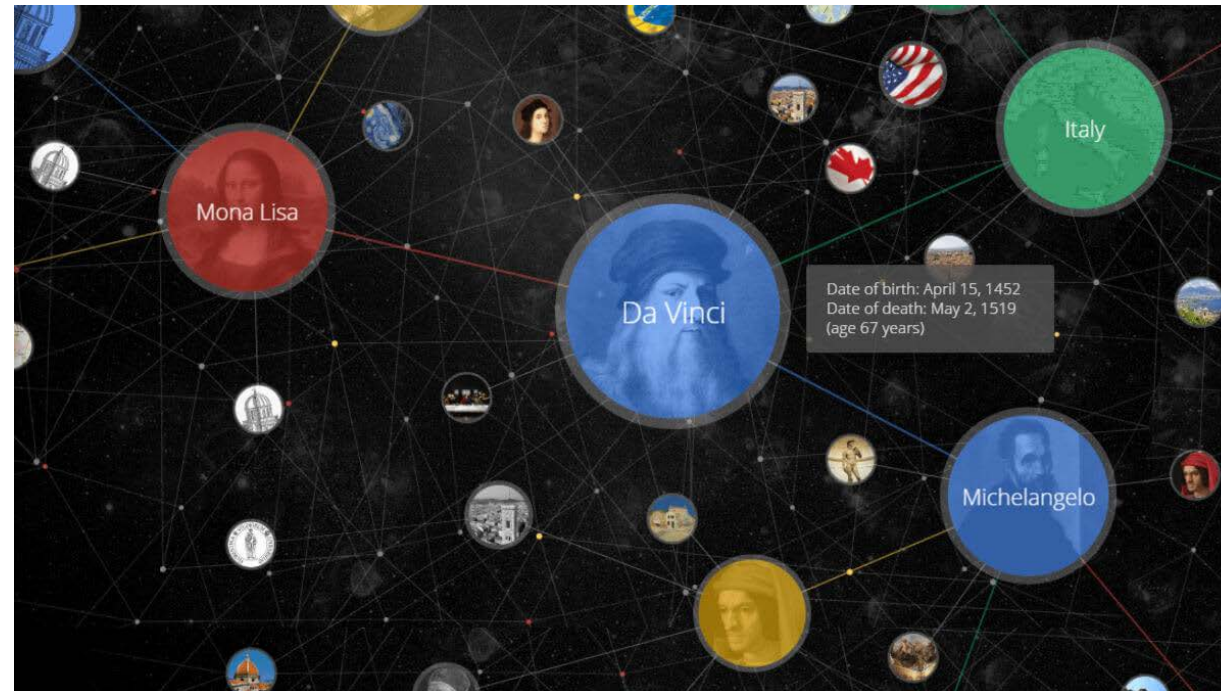 Mona Lisa
Italy
Da Vinci
Date of birth: April 15, 1452
Date of death: May 2, 1519
(age 67 years)
Michelangelo